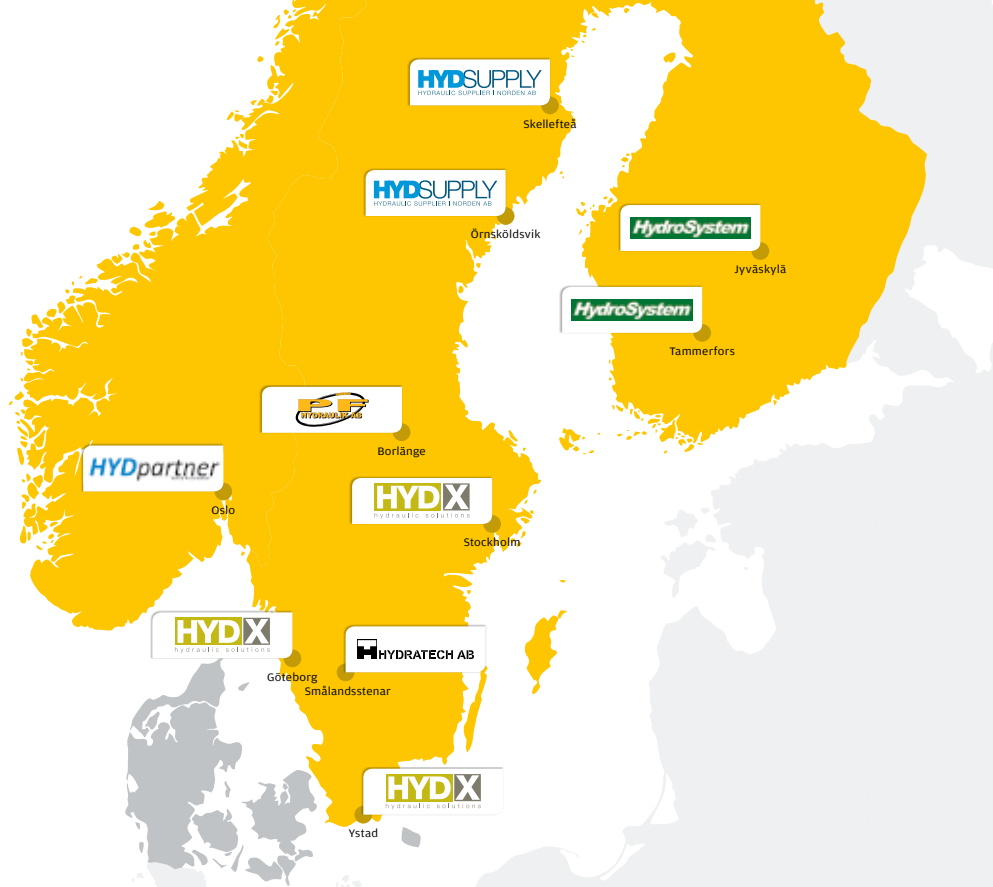 HYDSUPPLY
HYDRAULIC SUPPLIER I NORDEN AB
Skellefteå
HYDSUPPLY
HYDRAULIC SUPPLIER I NORDEN AB
Örnsköldsvik
HydroSystem
Jyväskylä
HydroSystem
Tammerfors
PF
HYDRAULIK AB
Borlänge
HYDpartner
Oslo
HYDX
hydraulic solutions
Stockholm
HYDX
hydraulic solutions
Göteborg
HYDRATECH AB
Smålandsstenar
HYDX
hydraulic solutions
Ystad